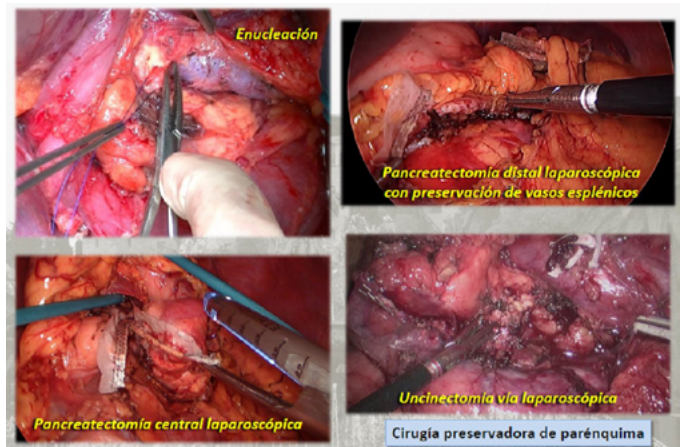 Enucleación
Pancreatectomía distal laparoscópica
con preservación de vasos esplénicos
Pancreatectomía central laparoscópica
Uncinectomía vía laparoscópica
Cirugía preservadora de parénquima